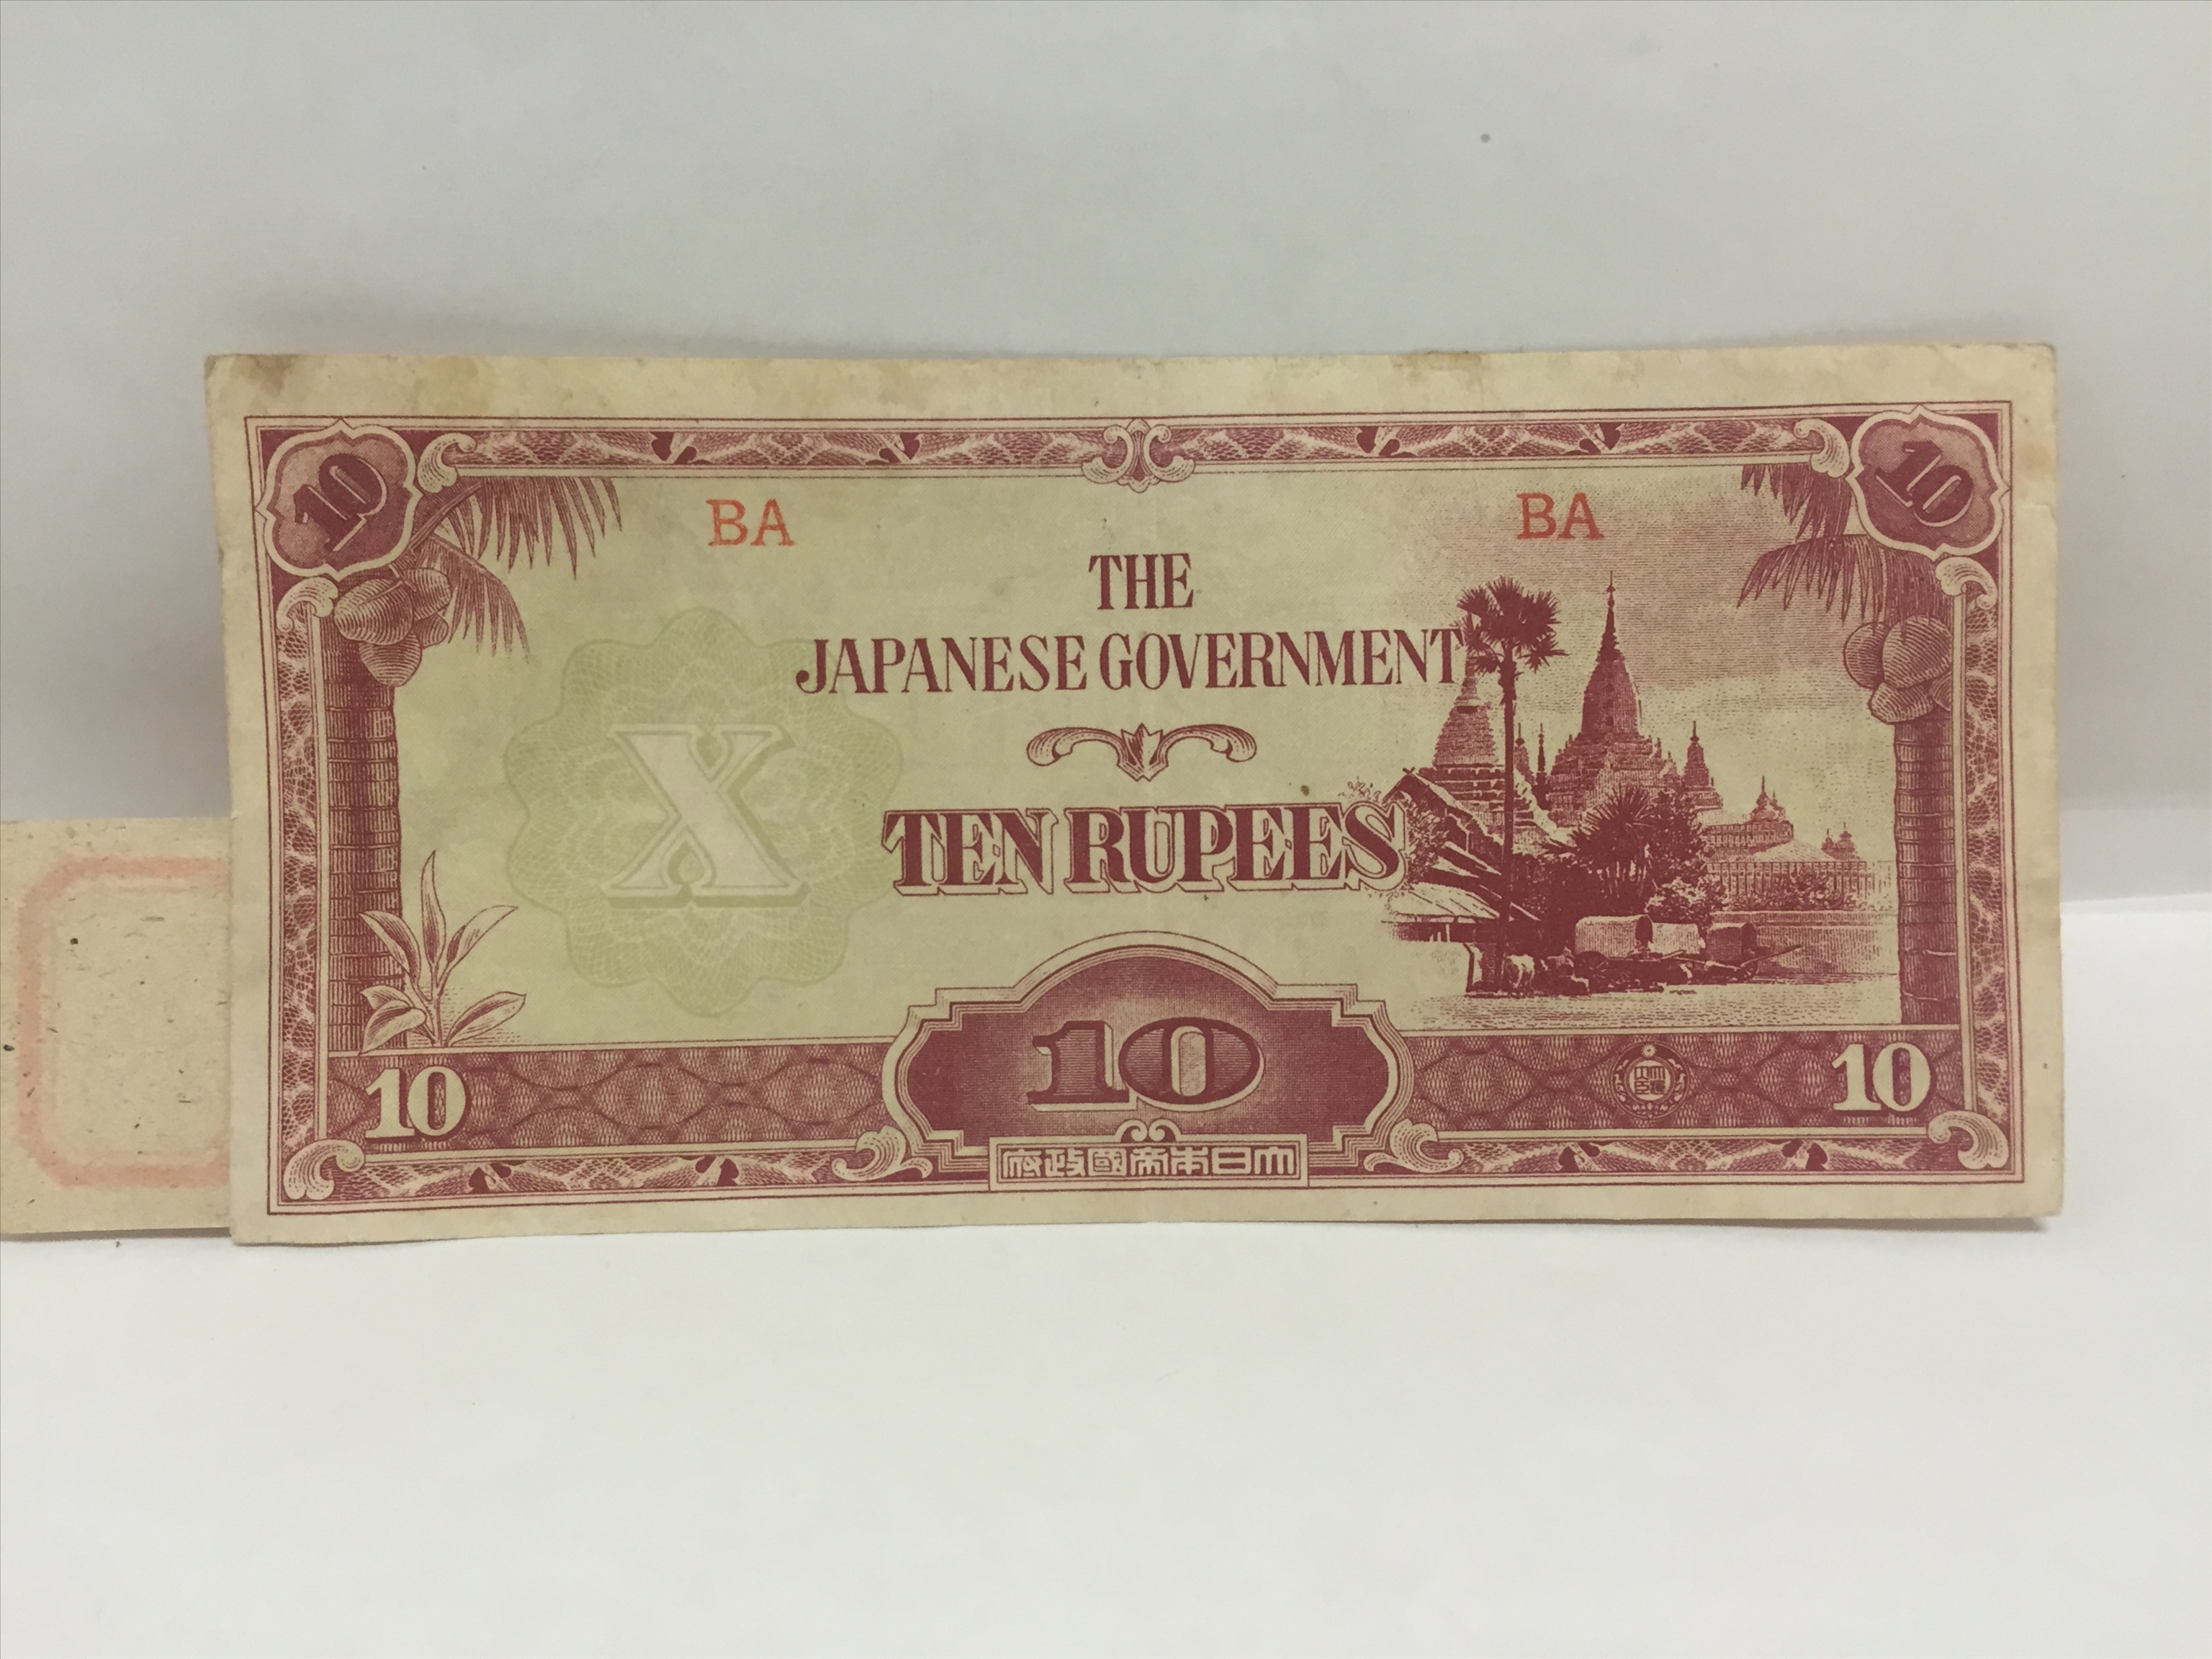 10 10
BA BA
THE
JAPANESE GOVERNMENT
X
TEN RUPEES
10 10 10
府政國帝本日大